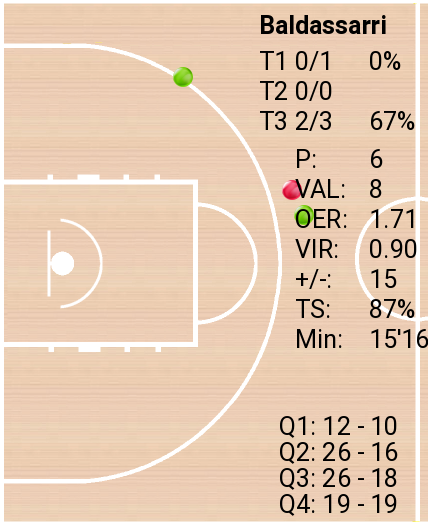 Baldassarri
T1 0/1 0%
T2 0/0
T3 2/3 67%
P: 6
VAL: 8
OER: 1.71
VIR: 0.90
+/-: 15
TS: 87%
Min: 15'16
Q1: 12 - 10
Q2: 26 - 16
Q3: 26 - 18
Q4: 19 - 19